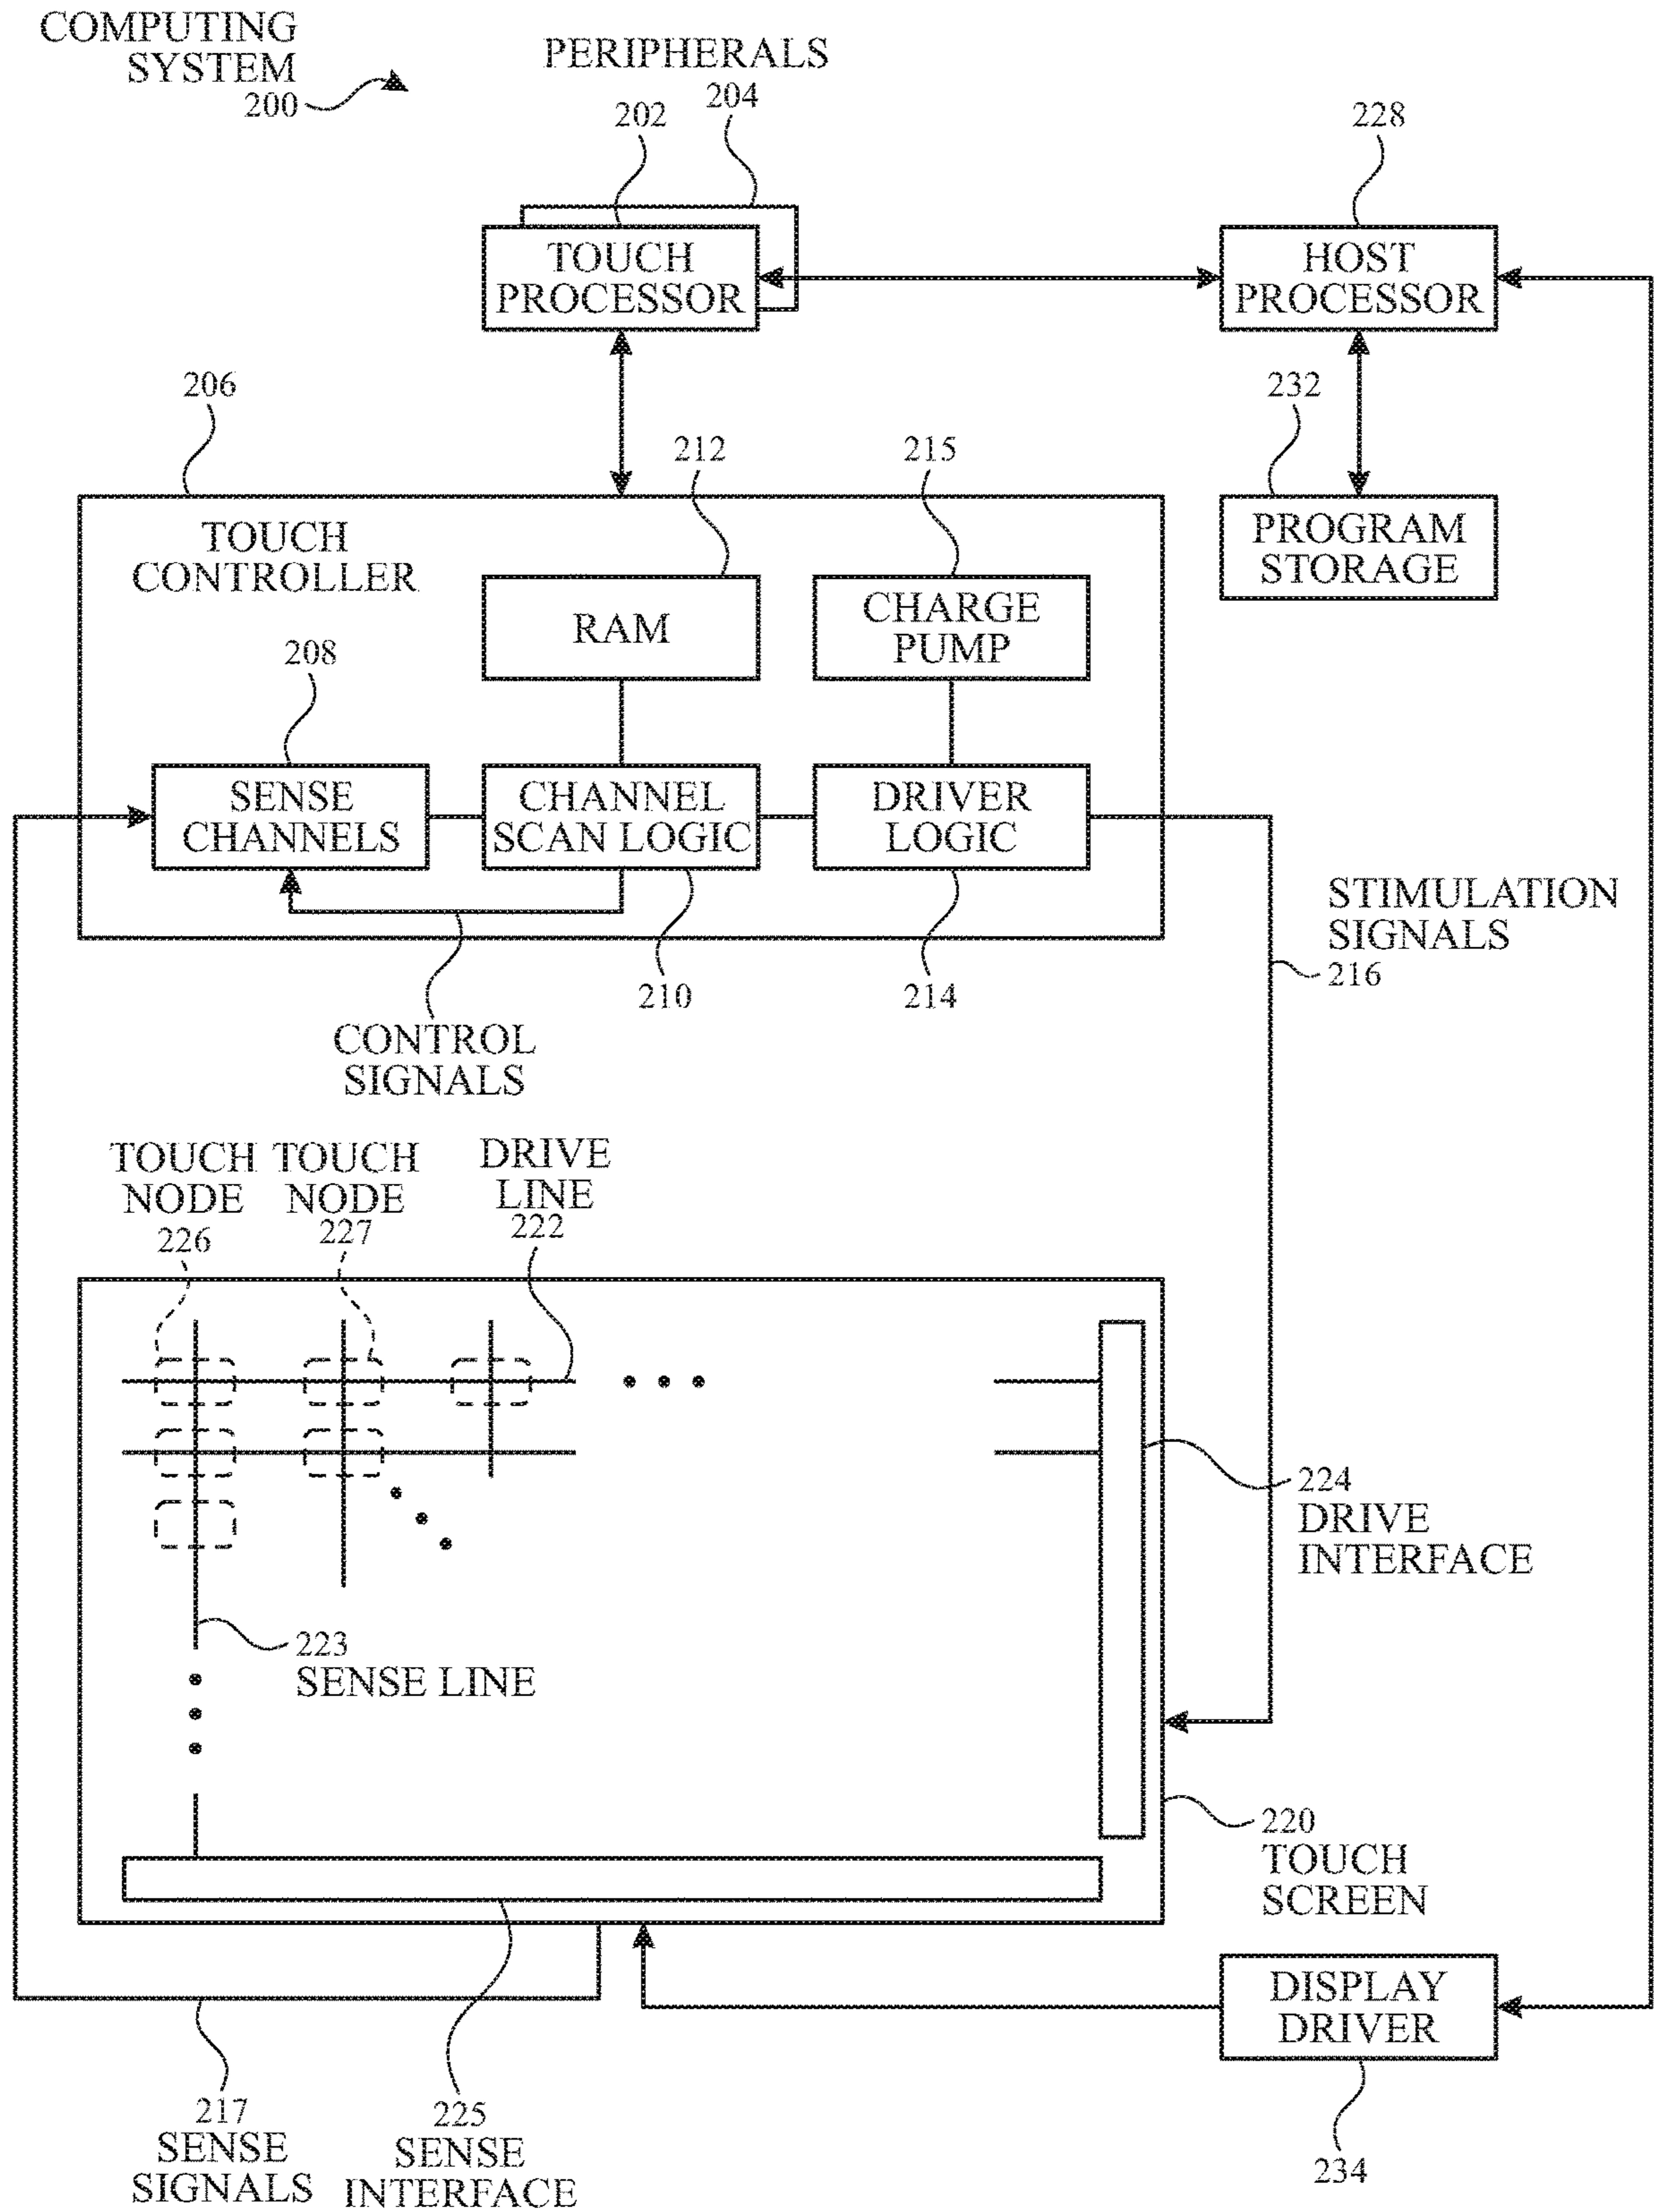 COMPUTING
SYSTEM
200
PERIPHERALS
204
202
228
TOUCH
PROCESSOR
HOST
PROCESSOR
206
212
215
232
TOUCH
CONTROLLER
PROGRAM
STORAGE
RAM
CHARGE
PUMP
208
SENSE
CHANNELS
CHANNEL
SCAN LOGIC
DRIVER
LOGIC
STIMULATION
SIGNALS
216
210
214
CONTROL
SIGNALS
TOUCH
NODE
226
TOUCH
NODE
227
DRIVE
LINE
222
224
DRIVE
INTERFACE
223
SENSE LINE
220
TOUCH
SCREEN
DISPLAY
DRIVER
217
SENSE
SIGNALS
225
SENSE
INTERFACE
234